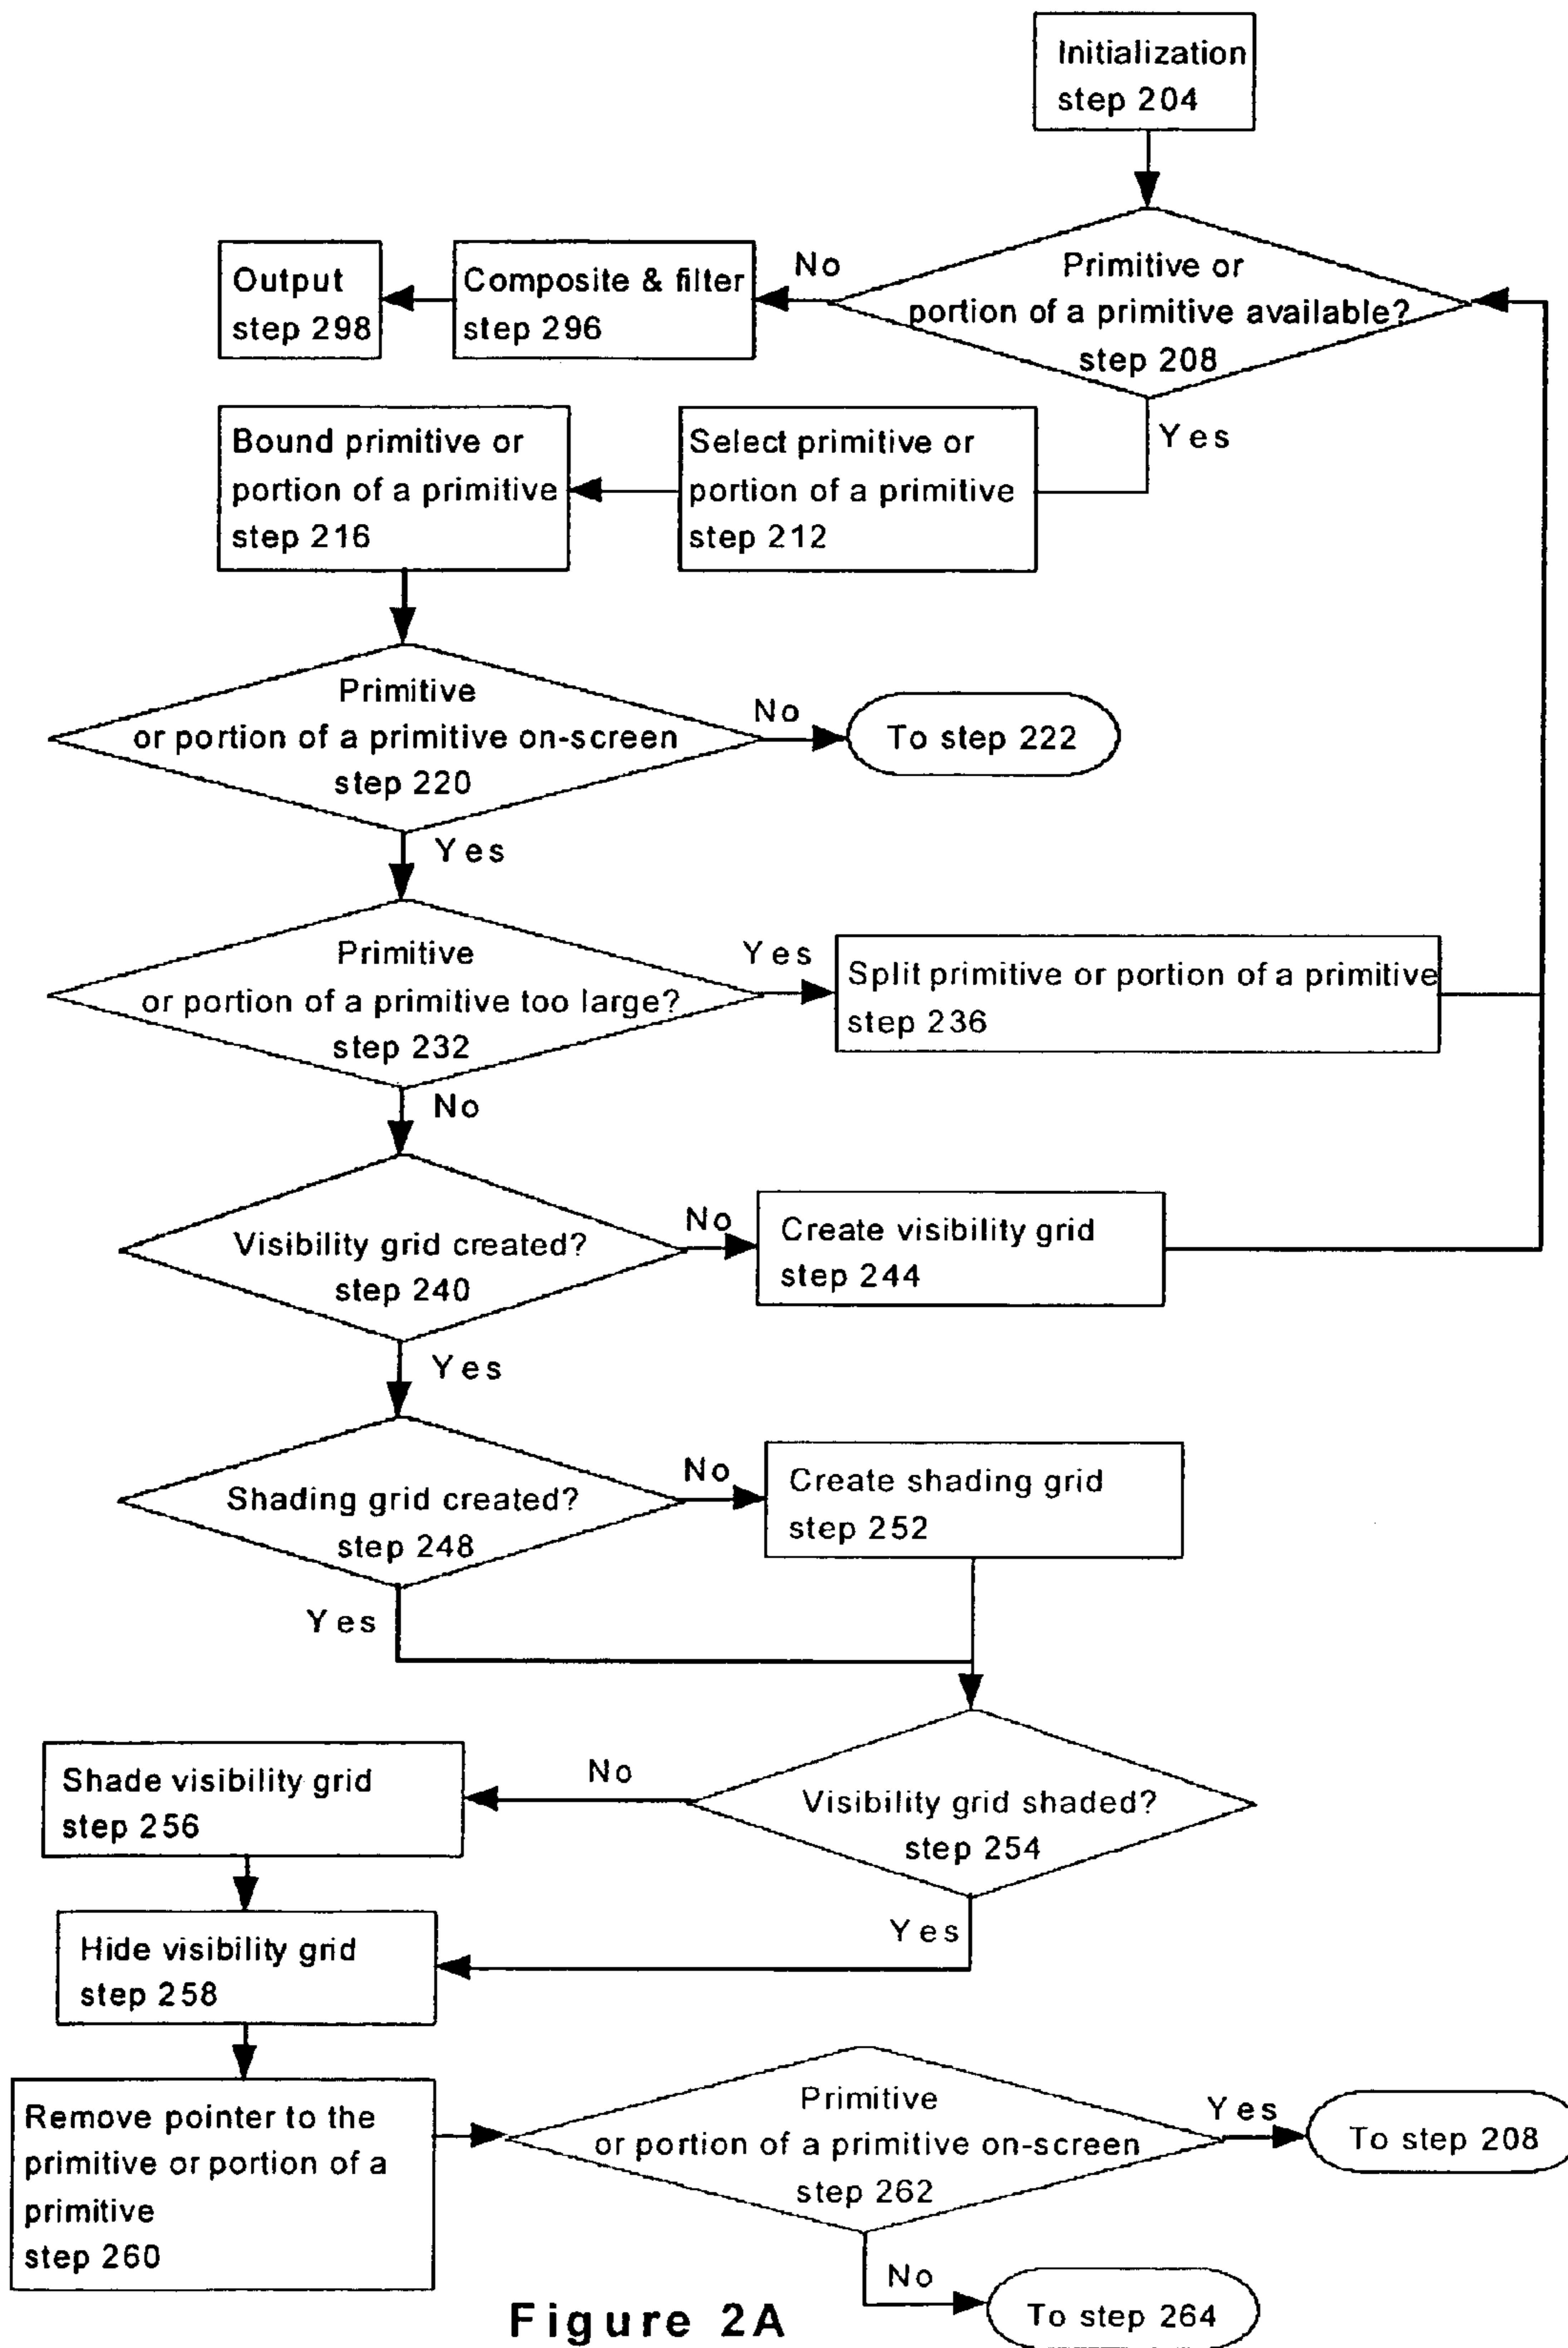 Initialization
step 204
Primitive or
portion of a primitive available?
step 208
No
Composite & filter
step 296
Output
step 298
Yes
Select primitive or
portion of a primitive
step 212
Bound primitive or
portion of a primitive
step 216
Primitive
or portion of a primitive on-screen
step 220
No
To step 222
Yes
Primitive
or portion of a primitive too large?
step 232
Yes
Split primitive or portion of a primitive
step 236
No
Visibility grid created?
step 240
No
Create visibility grid
step 244
Yes
Shading grid created?
step 248
No
Create shading grid
step 252
Yes
Visibility grid shaded?
step 254
No
Shade visibility grid
step 256
Yes
Hide visibility grid
step 258
Remove pointer to the
primitive or portion of a
primitive
step 260
Primitive
or portion of a primitive on-screen
step 262
Yes
To step 208
No
To step 264
Figure 2A